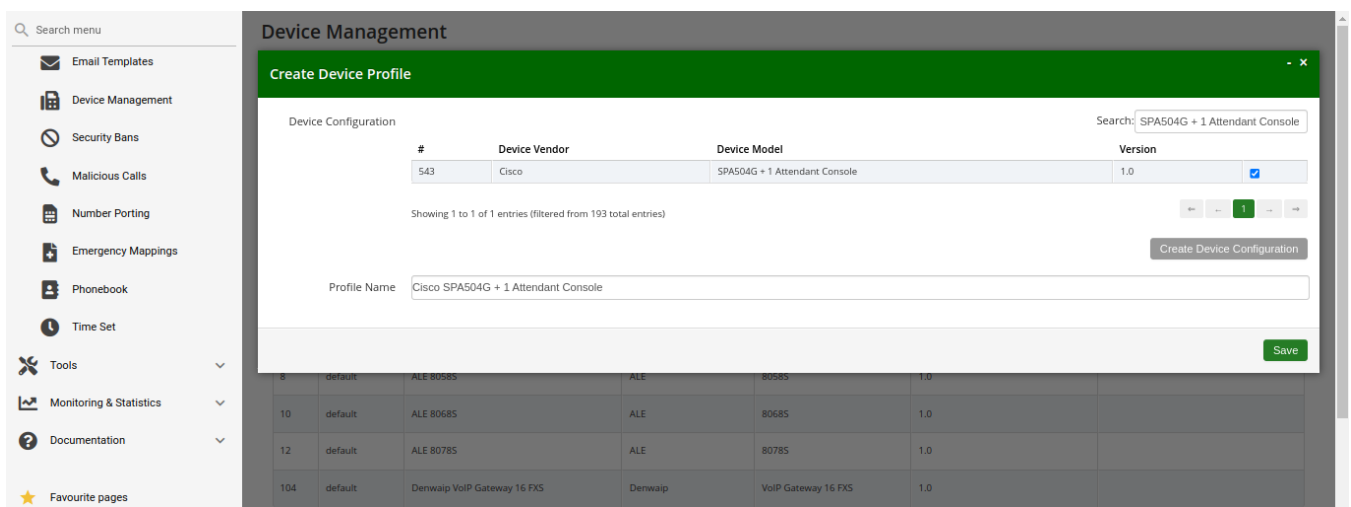 Search menu
Email Templates
Device Management
Security Bans
Malicious Calls
Number Porting
Emergency Mappings
Phonebook
Time Set
Tools
Monitoring & Statistics
Documentation
Favourite pages
Device Management
Create Device Profile - ×
Device Configuration Search: SPA504G + 1 Attendant Console
# Device Vendor Device Model Version
543 Cisco SPA504G + 1 Attendant Console 1.0
Showing 1 to 1 of 1 entries (filtered from 193 total entries) ⇐ ← 1 → ⇒
Create Device Configuration
Profile Name Cisco SPA504G + 1 Attendant Console
Save
8 default ALE 8058S ALE 8058S 1.0
10 default ALE 8068S ALE 8068S 1.0
12 default ALE 8078S ALE 8078S 1.0
104 default Denwaip VoIP Gateway 16 FXS Denwaip VoIP Gateway 16 FXS 1.0